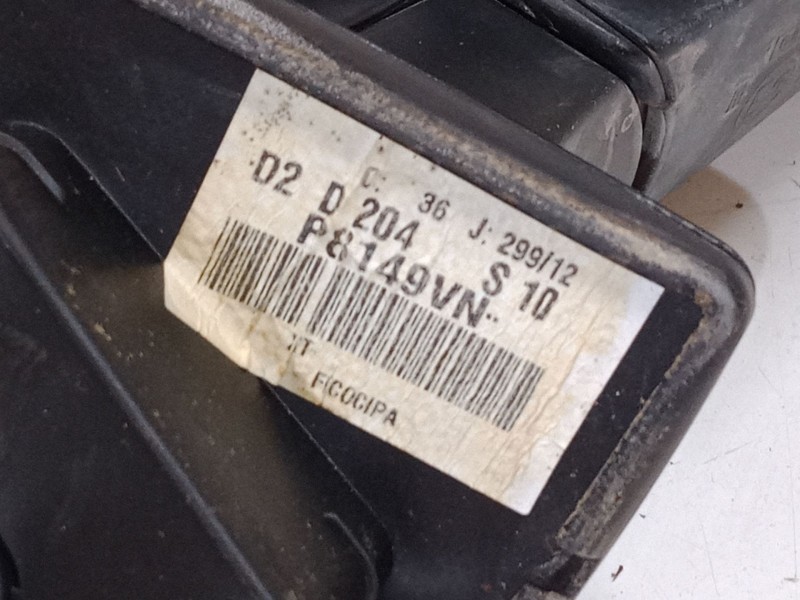 C: 36 J: 299/12
D2 D 204 S 10
P8149VN
FICOCIPA